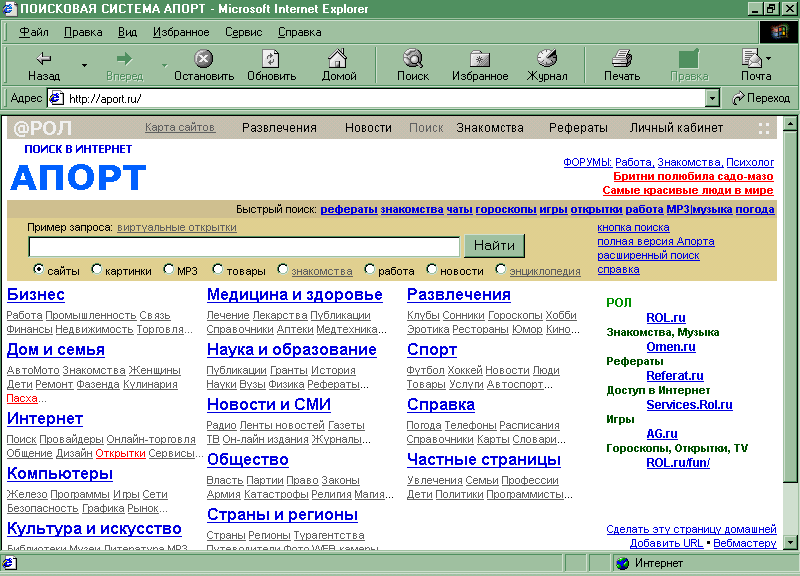 ПОИСКОВАЯ СИСТЕМА АПОРТ - Microsoft Internet Explorer
Файл Правка Вид Избранное Сервис Справка
Назад Вперед Остановить Обновить Домой Поиск Избранное Журнал Печать Правка Почта
Адрес http://aport.ru/ Переход
@РОЛ Карта сайтов Развлечения Новости Поиск Знакомства Рефераты Личный кабинет
ПОИСК В ИНТЕРНЕТ
АПОРТ
ФОРУМЫ: Работа, Знакомства, Психолог
Бритни полюбила садо-мазо
Самые красивые люди в мире
Быстрый поиск: рефераты знакомства чаты гороскопы игры открытки работа MP3|музыка погода
Пример запроса: виртуальные открытки
Найти
сайты картинки MP3 товары знакомства работа новости энциклопедия
кнопка поиска
полная версия Апорта
расширенный поиск
справка
Бизнес
Работа Промышленность Связь
Финансы Недвижимость Торговля...
Дом и семья
АвтоМото Знакомства Женщины
Дети Ремонт Фазенда Кулинария
Пасха...
Интернет
Поиск Провайдеры Онлайн-торговля
Общение Дизайн Открытки Сервисы...
Компьютеры
Железо Программы Игры Сети
Безопасность Графика Рынок...
Культура и искусство
Библиотеки Музеи Литература MP3
Медицина и здоровье
Лечение Лекарства Публикации
Справочники Аптеки Медтехника...
Наука и образование
Публикации Гранты История
Науки Вузы Физика Рефераты...
Новости и СМИ
Радио Ленты новостей Газеты
ТВ Он-лайн издания Журналы...
Общество
Власть Партии Право Законы
Армия Катастрофы Религия Магия...
Страны и регионы
Страны Регионы Турагентства
Путеводители Фото WEB-камеры
Развлечения
Клубы Сонники Гороскопы Хобби
Эротика Рестораны Юмор Кино...
Спорт
Футбол Хоккей Новости Люди
Товары Услуги Автоспорт...
Справка
Погода Телефоны Расписания
Справочники Карты Словари...
Частные страницы
Увлечения Семьи Профессии
Дети Политики Программисты...
РОЛ
ROL.ru
Знакомства, Музыка
Omen.ru
Рефераты
Referat.ru
Доступ в Интернет
Services.Rol.ru
Игры
AG.ru
Гороскопы, Открытки, TV
ROL.ru/fun/
Сделать эту страницу домашней
Добавить URL • Вебмастеру
Интернет